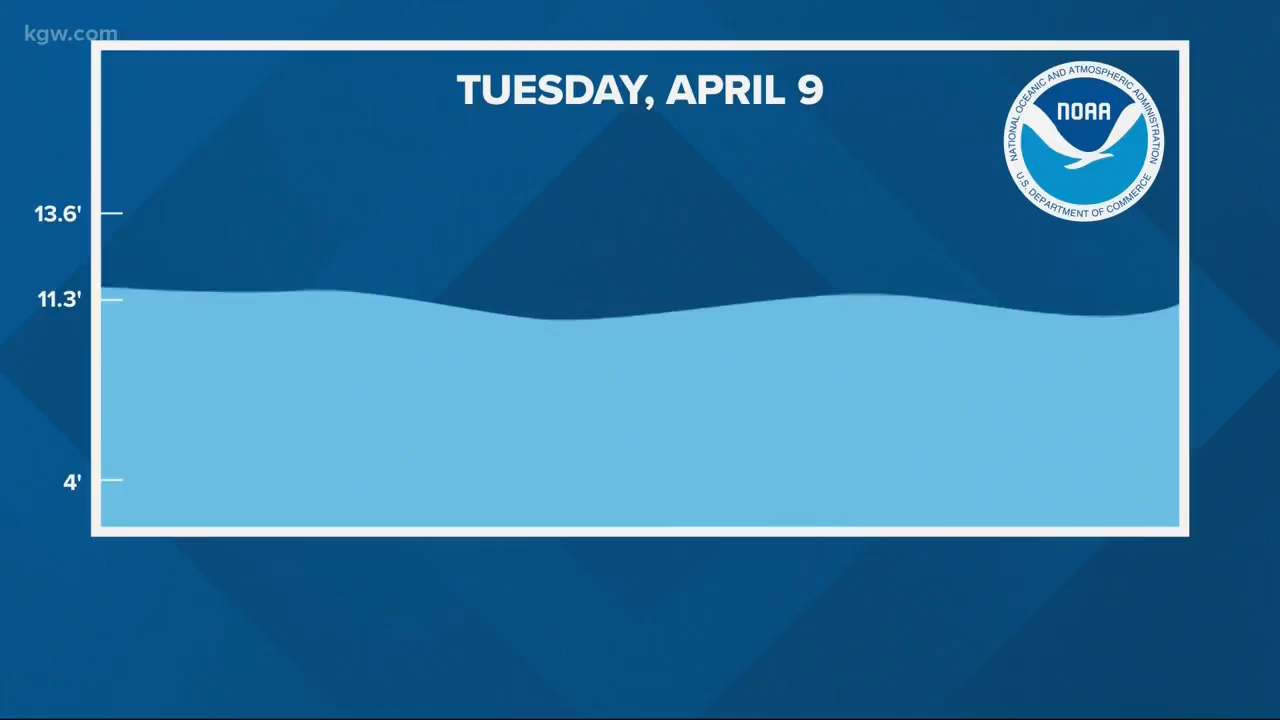 kgw.com
TUESDAY, APRIL 9
NATIONAL OCEANIC AND ATMOSPHERIC ADMINISTRATION
NOAA
U.S. DEPARTMENT OF COMMERCE
13.6'
11.3'
4'